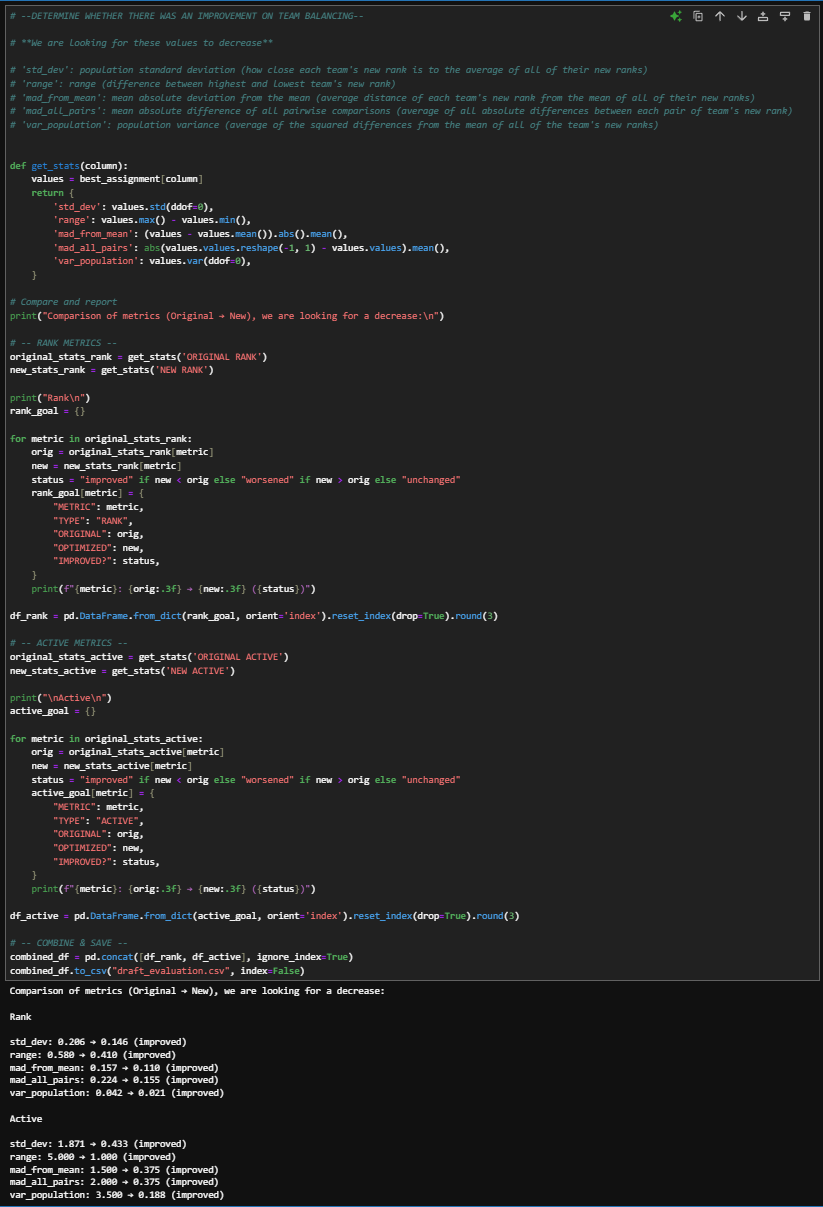 # --DETERMINE WHETHER THERE WAS AN IMPROVEMENT ON TEAM BALANCING--
# **We are looking for these values to decrease**
# 'std_dev': population standard deviation (how close each team's new rank is to the average of all of their new ranks)
# 'range': range (difference between highest and lowest team's new rank)
# 'mad_from_mean': mean absolute deviation from the mean (average distance of each team's new rank from the mean of all of their new ranks)
# 'mad_all_pairs': mean absolute difference of all pairwise comparisons (average of all absolute differences between each pair of team's new rank)
# 'var_population': population variance (average of the squared differences from the mean of all of the team's new ranks)
def get_stats(column):
    values = best_assignment[column]
    return {
        'std_dev': values.std(ddof=0),
        'range': values.max() - values.min(),
        'mad_from_mean': (values - values.mean()).abs().mean(),
        'mad_all_pairs': abs(values.values.reshape(-1, 1) - values.values).mean(),
        'var_population': values.var(ddof=0),
    }
# Compare and report
print("Comparison of metrics (Original → New), we are looking for a decrease:\n")
# -- RANK METRICS --
original_stats_rank = get_stats('ORIGINAL RANK')
new_stats_rank = get_stats('NEW RANK')
print("Rank\n")
rank_goal = {}
for metric in original_stats_rank:
    orig = original_stats_rank[metric]
    new = new_stats_rank[metric]
    status = "improved" if new < orig else "worsened" if new > orig else "unchanged"
    rank_goal[metric] = {
        "METRIC": metric,
        "TYPE": "RANK",
        "ORIGINAL": orig,
        "OPTIMIZED": new,
        "IMPROVED?": status,
    }
    print(f"{metric}: {orig:.3f} → {new:.3f} ({status})")
df_rank = pd.DataFrame.from_dict(rank_goal, orient='index').reset_index(drop=True).round(3)
# -- ACTIVE METRICS --
original_stats_active = get_stats('ORIGINAL ACTIVE')
new_stats_active = get_stats('NEW ACTIVE')
print("\nActive\n")
active_goal = {}
for metric in original_stats_active:
    orig = original_stats_active[metric]
    new = new_stats_active[metric]
    status = "improved" if new < orig else "worsened" if new > orig else "unchanged"
    active_goal[metric] = {
        "METRIC": metric,
        "TYPE": "ACTIVE",
        "ORIGINAL": orig,
        "OPTIMIZED": new,
        "IMPROVED?": status,
    }
    print(f"{metric}: {orig:.3f} → {new:.3f} ({status})")
df_active = pd.DataFrame.from_dict(active_goal, orient='index').reset_index(drop=True).round(3)
# -- COMBINE & SAVE --
combined_df = pd.concat([df_rank, df_active], ignore_index=True)
combined_df.to_csv("draft_evaluation.csv", index=False)
Comparison of metrics (Original → New), we are looking for a decrease:
Rank
std_dev: 0.206 → 0.146 (improved)
range: 0.580 → 0.410 (improved)
mad_from_mean: 0.157 → 0.110 (improved)
mad_all_pairs: 0.224 → 0.155 (improved)
var_population: 0.042 → 0.021 (improved)
Active
std_dev: 1.871 → 0.433 (improved)
range: 5.000 → 1.000 (improved)
mad_from_mean: 1.500 → 0.375 (improved)
mad_all_pairs: 2.000 → 0.375 (improved)
var_population: 3.500 → 0.188 (improved)